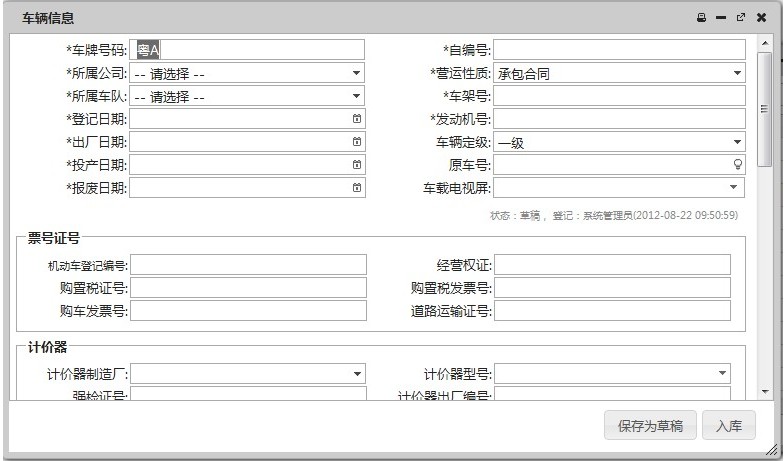 车辆信息
*车牌号码: 粤A *自编号:
*所属公司: -- 请选择 -- *营运性质: 承包合同
*所属车队: -- 请选择 -- *车架号:
*登记日期: *发动机号:
*出厂日期: 车辆定级: 一级
*投产日期: 原车号:
*报废日期: 车载电视屏:
状态：草稿， 登记：系统管理员(2012-08-22 09:50:59)
票号证号
机动车登记编号: 经营权证:
购置税证号: 购置税发票号:
购车发票号: 道路运输证号:
计价器
计价器制造厂: 计价器型号:
强检证号: 计价器出厂编号:
保存为草稿 入库